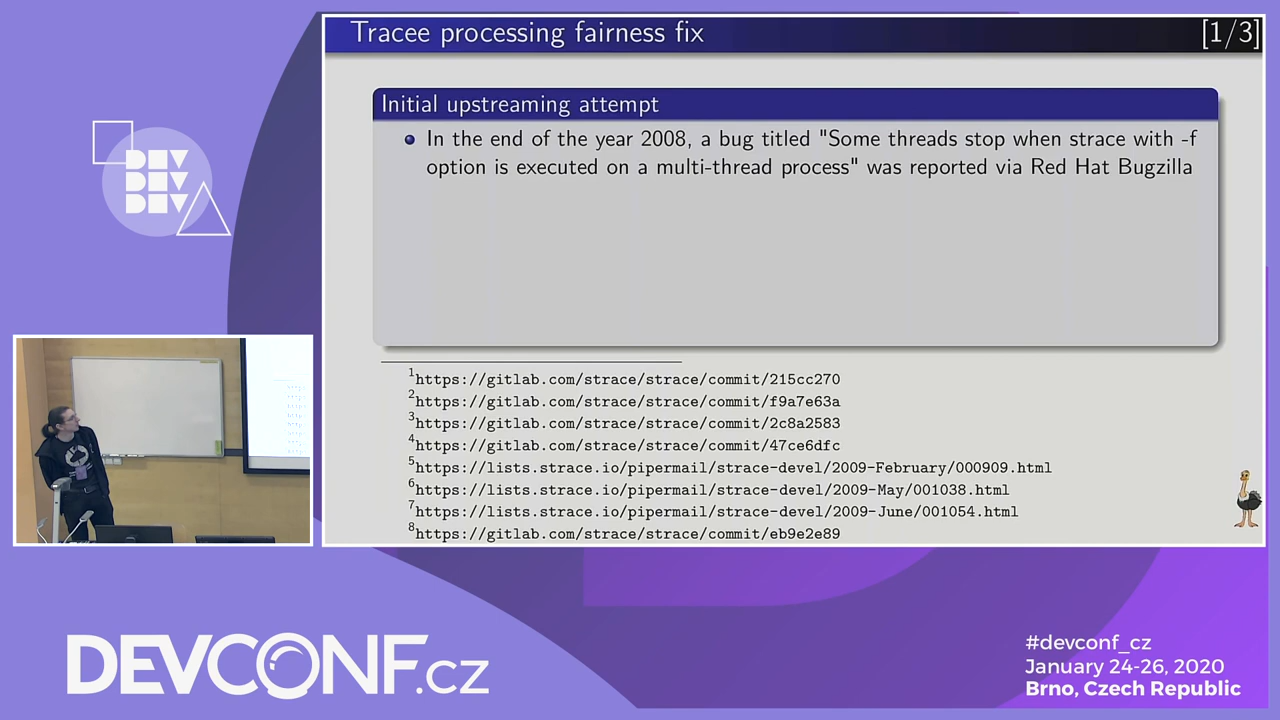 Tracee processing fairness fix [1/3]
Initial upstreaming attempt
In the end of the year 2008, a bug titled "Some threads stop when strace with -f
option is executed on a multi-thread process" was reported via Red Hat Bugzilla
1https://gitlab.com/strace/strace/commit/215cc270
2https://gitlab.com/strace/strace/commit/f9a7e63a
3https://gitlab.com/strace/strace/commit/2c8a2583
4https://gitlab.com/strace/strace/commit/47ce6dfc
5https://lists.strace.io/pipermail/strace-devel/2009-February/000909.html
6https://lists.strace.io/pipermail/strace-devel/2009-May/001038.html
7https://lists.strace.io/pipermail/strace-devel/2009-June/001054.html
8https://gitlab.com/strace/strace/commit/eb9e2e89
DEV
DEV
DEV
DEVCONF.cz
#devconf_cz
January 24-26, 2020
Brno, Czech Republic